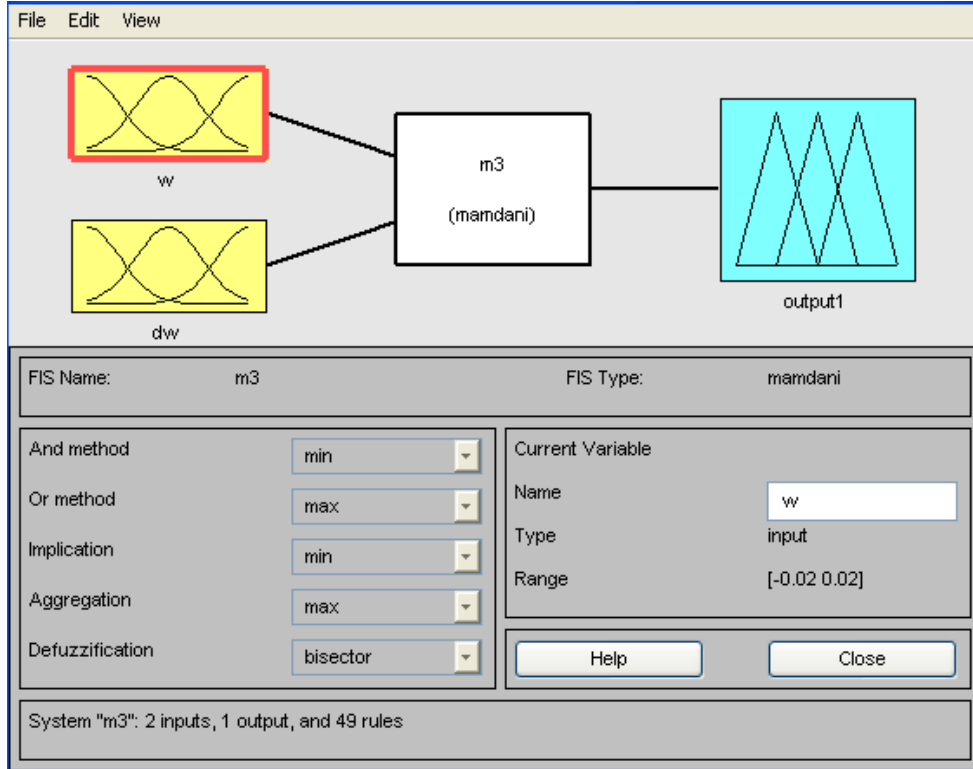 File Edit View
w
m3
(mamdani)
dw
output1
FIS Name: m3 FIS Type: mamdani
And method min
Or method max
Implication min
Aggregation max
Defuzzification bisector
Current Variable
Name w
Type input
Range [-0.02 0.02]
Help Close
System "m3": 2 inputs, 1 output, and 49 rules